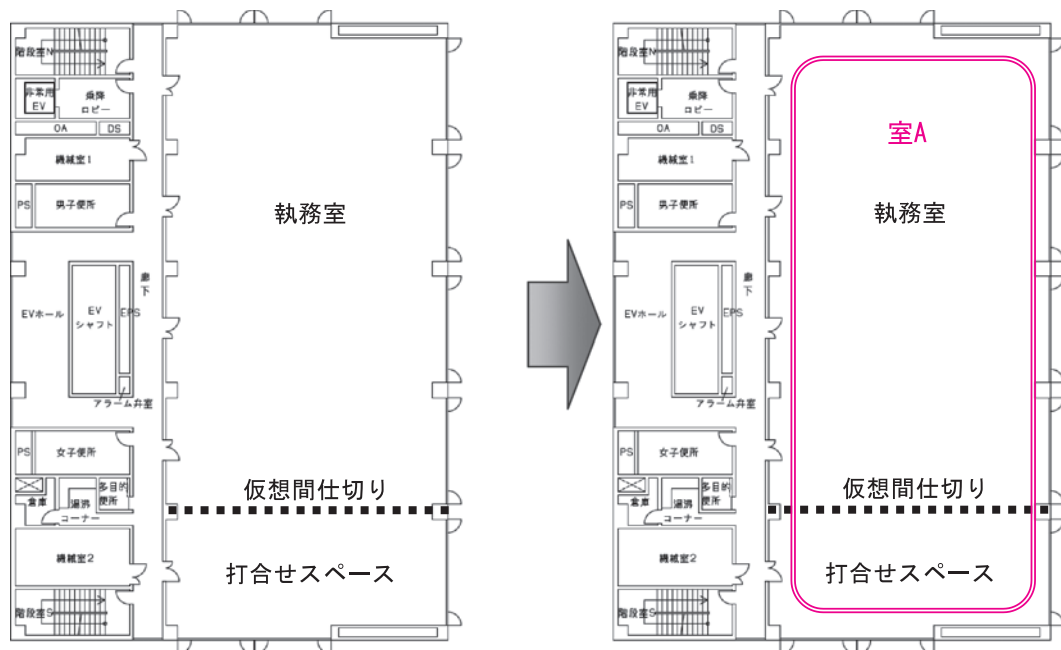 階段室N
非常用
EV
乗降
ロビー
OA
DS
機械室1
PS
男子便所
執務室
廊
下
EVホール
EV
シャフト
EPS
アラーム弁室
PS
女子便所
倉庫
湯沸
コーナー
多目的
便所
仮想間仕切り
機械室2
打合せスペース
階段室S
階段室N
非常用
EV
乗降
ロビー
OA
DS
室A
機械室1
PS
男子便所
執務室
廊
下
EVホール
EV
シャフト
EPS
アラーム弁室
PS
女子便所
倉庫
湯沸
コーナー
多目的
便所
仮想間仕切り
機械室2
打合せスペース
階段室S